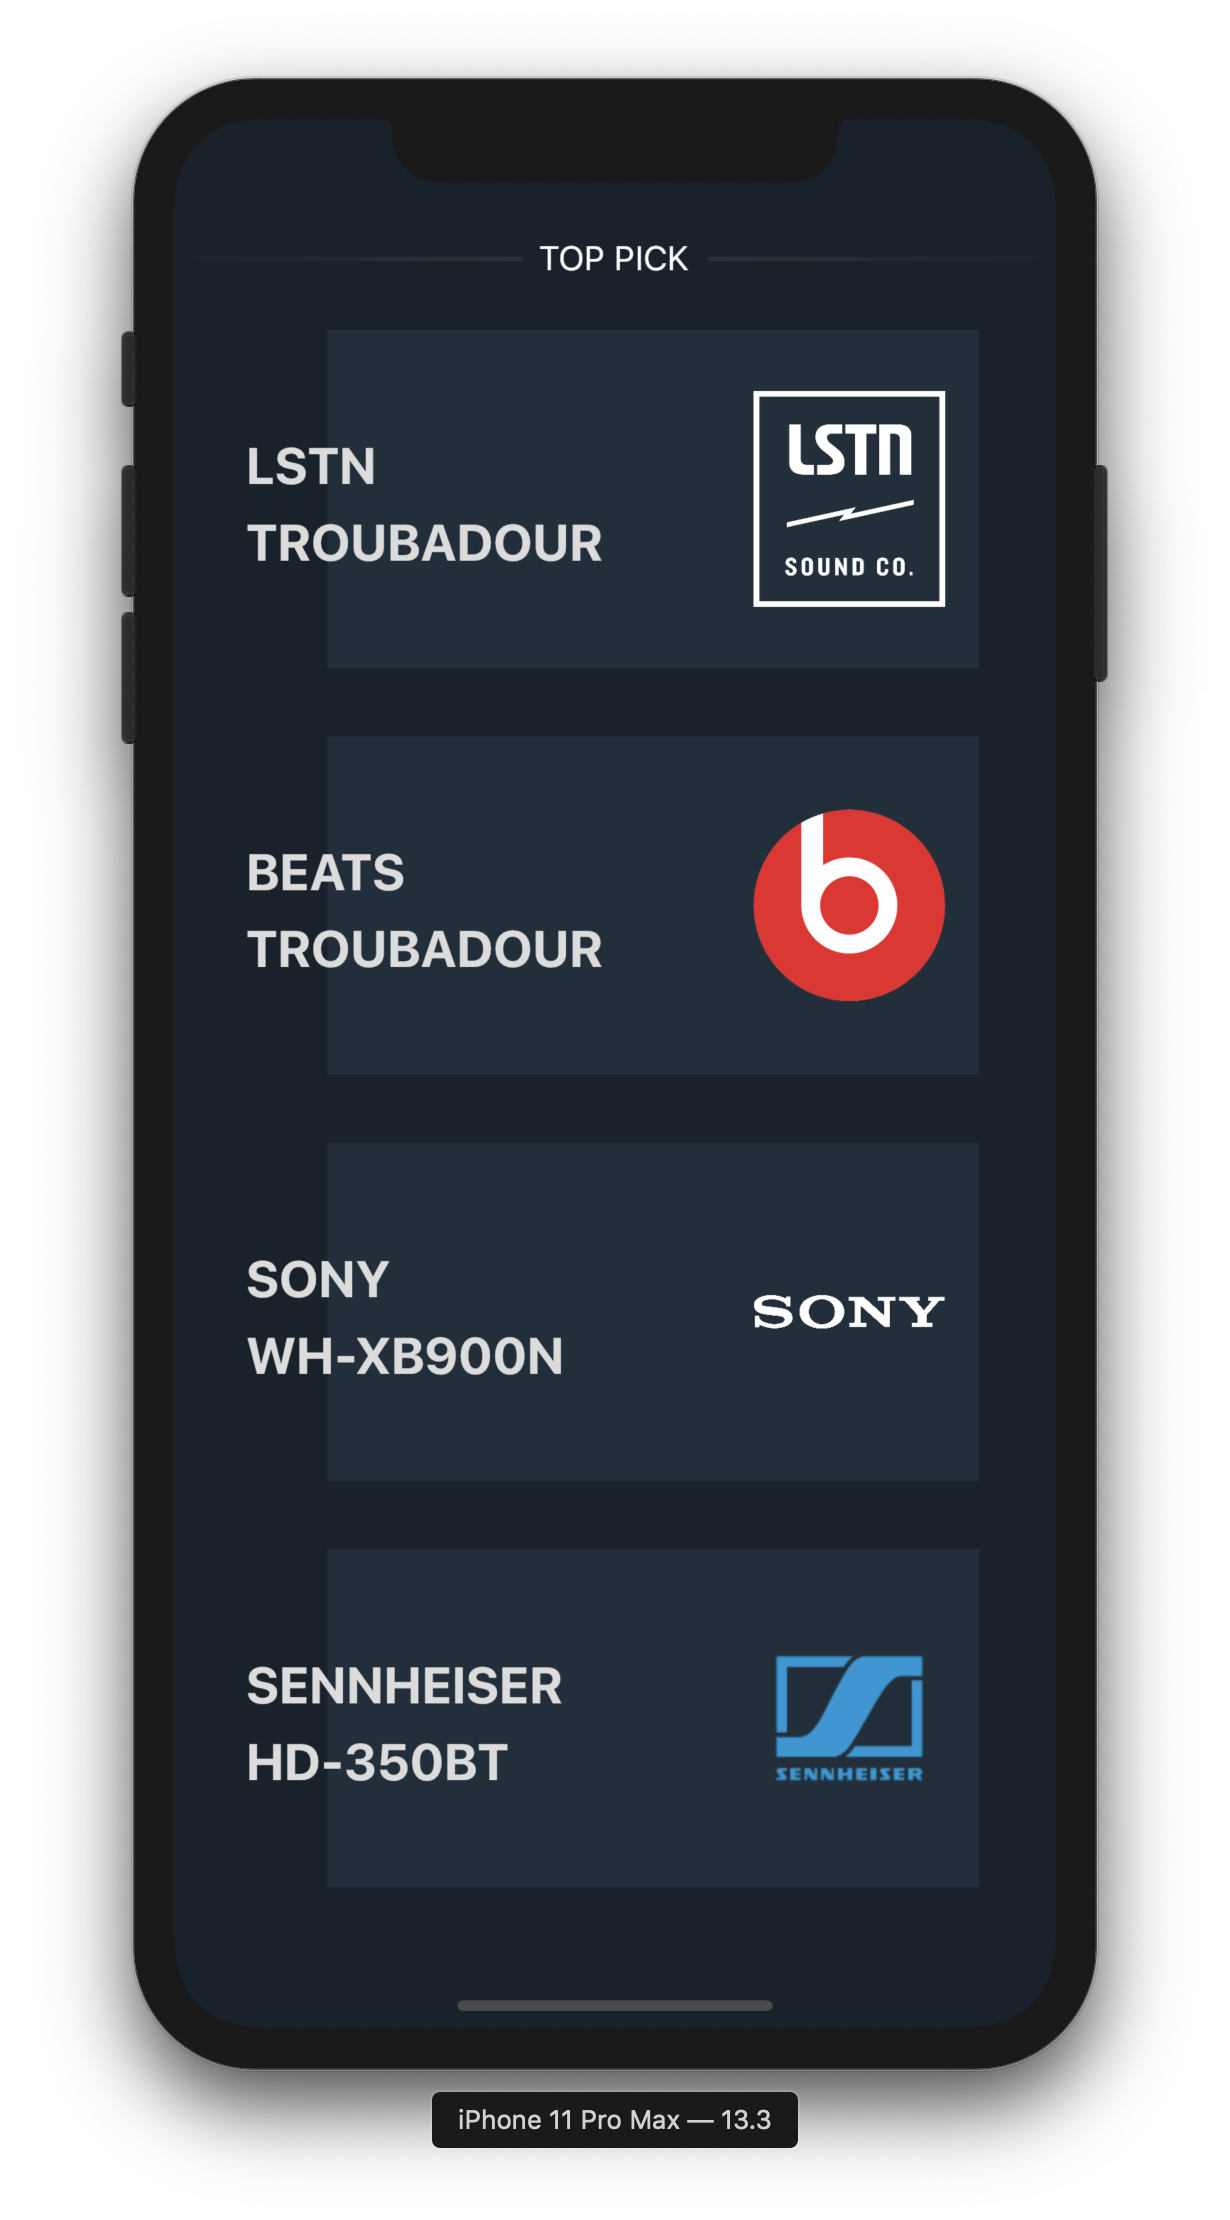 TOP PICK
LSTN
TROUBADOUR
LSTN
SOUND CO.
BEATS
TROUBADOUR
b
SONY
WH-XB900N
SONY
SENNHEISER
HD-350BT
SENNHEISER
iPhone 11 Pro Max — 13.3